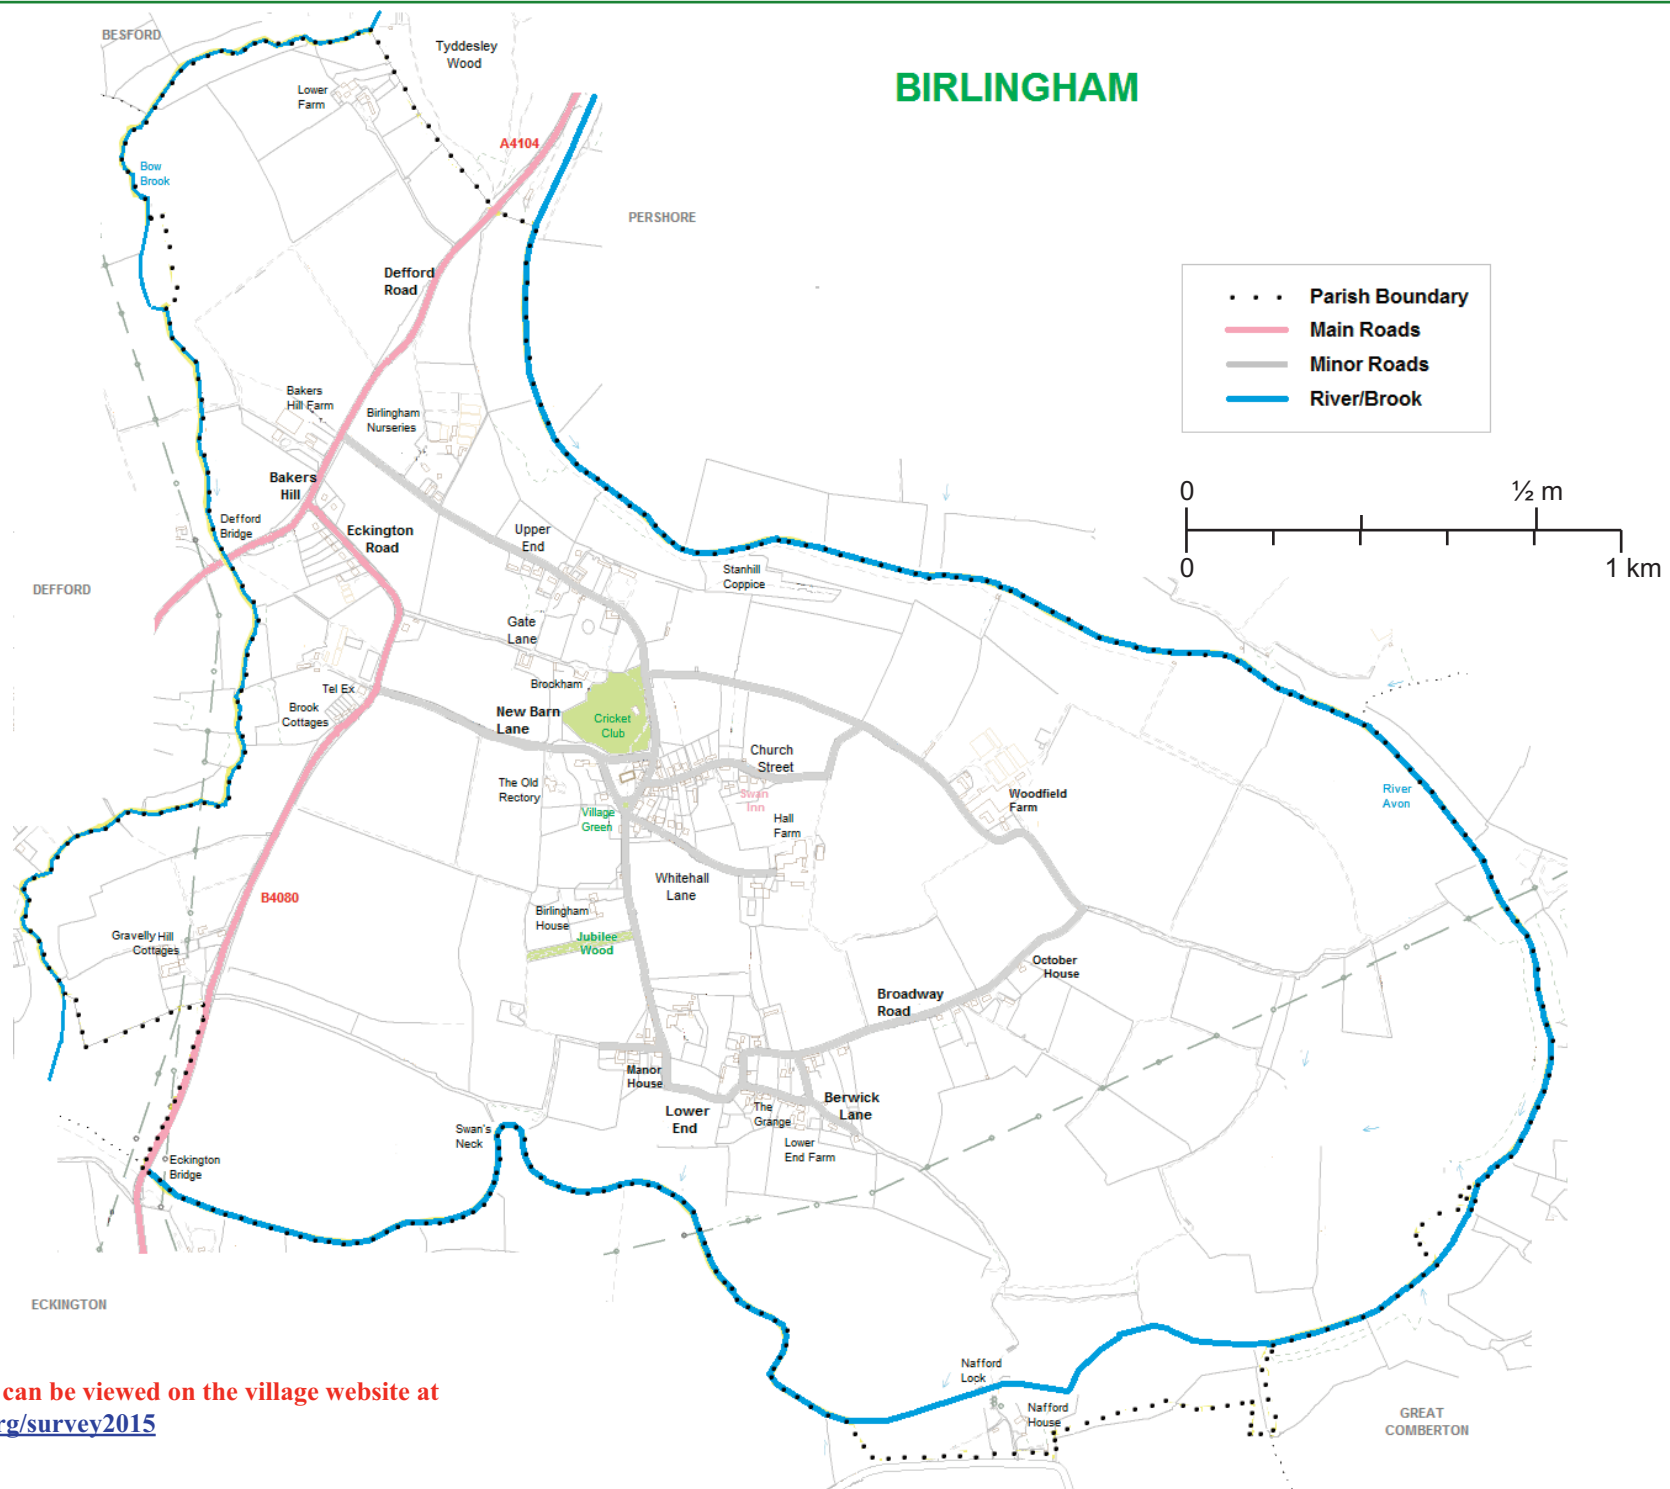 BESFORD
Tyddesley
Wood
BIRLINGHAM
Lower
Farm
A4104
Bow
Brook
PERSHORE
Defford
Road
Parish Boundary
Main Roads
Minor Roads
River/Brook
Bakers
Hill Farm
Birlingham
Nurseries
Bakers
Hill
0
½ m
0
1 km
Defford
Bridge
Eckington
Road
Upper
End
Stanhill
Coppice
DEFFORD
Gate
Lane
Tel Ex
Brook
Cottages
Brookham
New Barn
Lane
Cricket
Club
Church
Street
The Old
Rectory
Swan
Inn
Village
Green
Hall
Farm
Woodfield
Farm
River
Avon
Whitehall
Lane
B4080
Birlingham
House
Jubilee
Wood
Gravelly Hill
Cottages
October
House
Broadway
Road
Manor
House
Lower
End
The
Grange
Berwick
Lane
Lower
End Farm
Swan's
Neck
Eckington
Bridge
ECKINGTON
Nafford
Lock
Nafford
House
GREAT
COMBERTON
can be viewed on the village website at
rg/survey2015